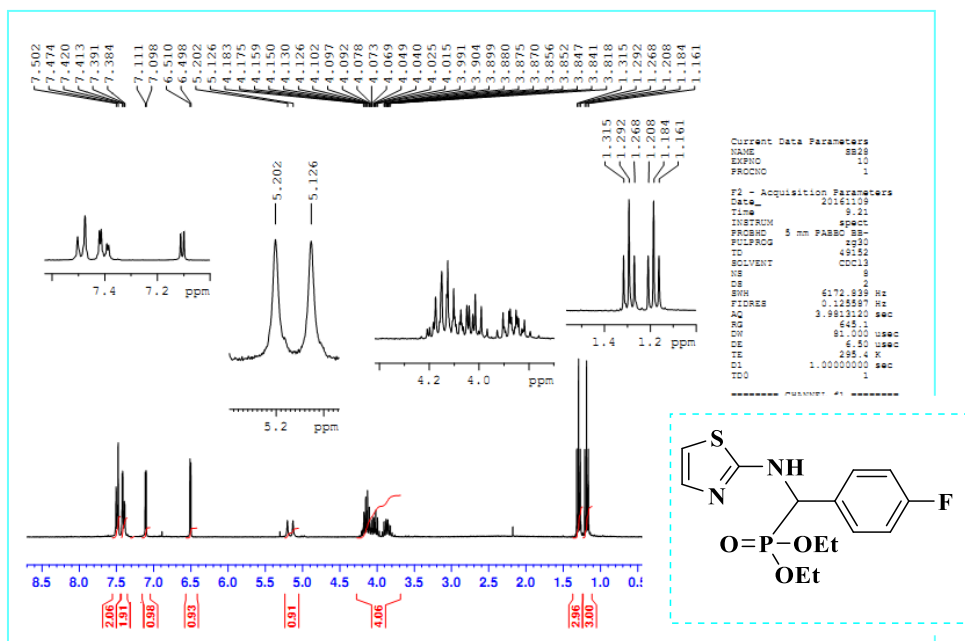 7.502 7.474 7.420 7.413 7.391 7.384 7.111 7.098 6.510 6.498 5.202 5.126 4.183 4.175 4.159 4.150 4.130 4.126 4.102 4.097 4.092 4.078 4.073 4.069 4.049 4.040 4.025 4.015 3.991 3.904 3.899 3.880 3.875 3.870 3.856 3.852 3.847 3.841 3.818 1.315 1.292 1.268 1.208 1.184 1.161
5.202 5.126
1.315 1.292 1.268 1.208 1.184 1.161
7.4 7.2 ppm
5.2 ppm
4.2 4.0 ppm
1.4 1.2 ppm
Current Data Parameters
NAME SB28
EXPNO 10
PROCNO 1
F2 - Acquisition Parameters
Date_ 20161109
Time 9.21
INSTRUM spect
PROBHD 5 mm PABBO BB-
PULPROG zg30
TD 49152
SOLVENT CDCl3
NS 8
DS 2
SWH 6172.839 Hz
FIDRES 0.125587 Hz
AQ 3.9813120 sec
RG 645.1
DW 81.000 usec
DE 6.50 usec
TE 295.4 K
D1 1.00000000 sec
TD0 1
======== CHANNEL f1 ========
S
N
NH
F
O=P–OEt
OEt
8.5 8.0 7.5 7.0 6.5 6.0 5.5 5.0 4.5 4.0 3.5 3.0 2.5 2.0 1.5 1.0
2.06 1.91 0.98 0.93 0.91 4.06 2.96 3.00